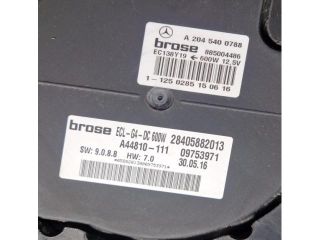 A 204 540 0788
brose
885004486
EC138Y19 ← 600W 12,5V
1-125 0285 15 06 16
brose ECL-G4-DC 600W 28405882013
A44810-111 09753971
SW: 9.0.8.8 HW: 7.0 30.05.16